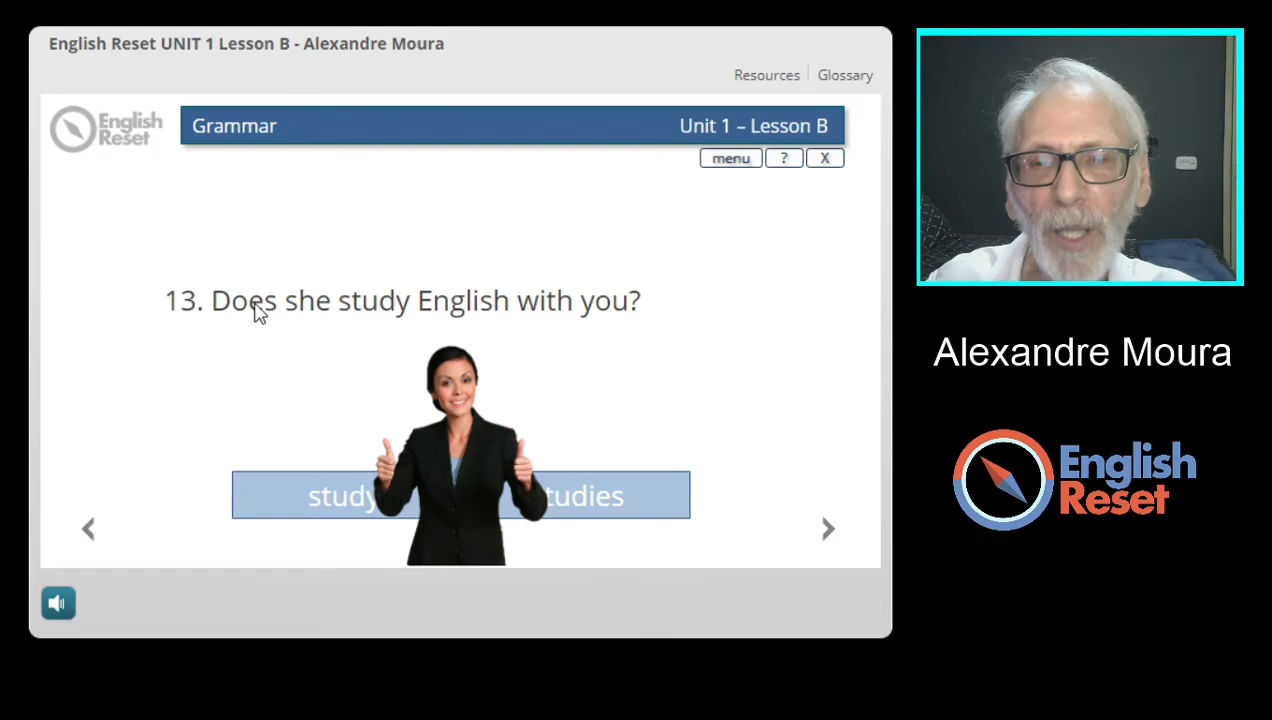 English Reset UNIT 1 Lesson B - Alexandre Moura
Resources
Glossary
English
Reset
Grammar
Unit 1 – Lesson B
menu
?
X
13. Does she study English with you?
study
tudies
Alexandre Moura
English
Reset